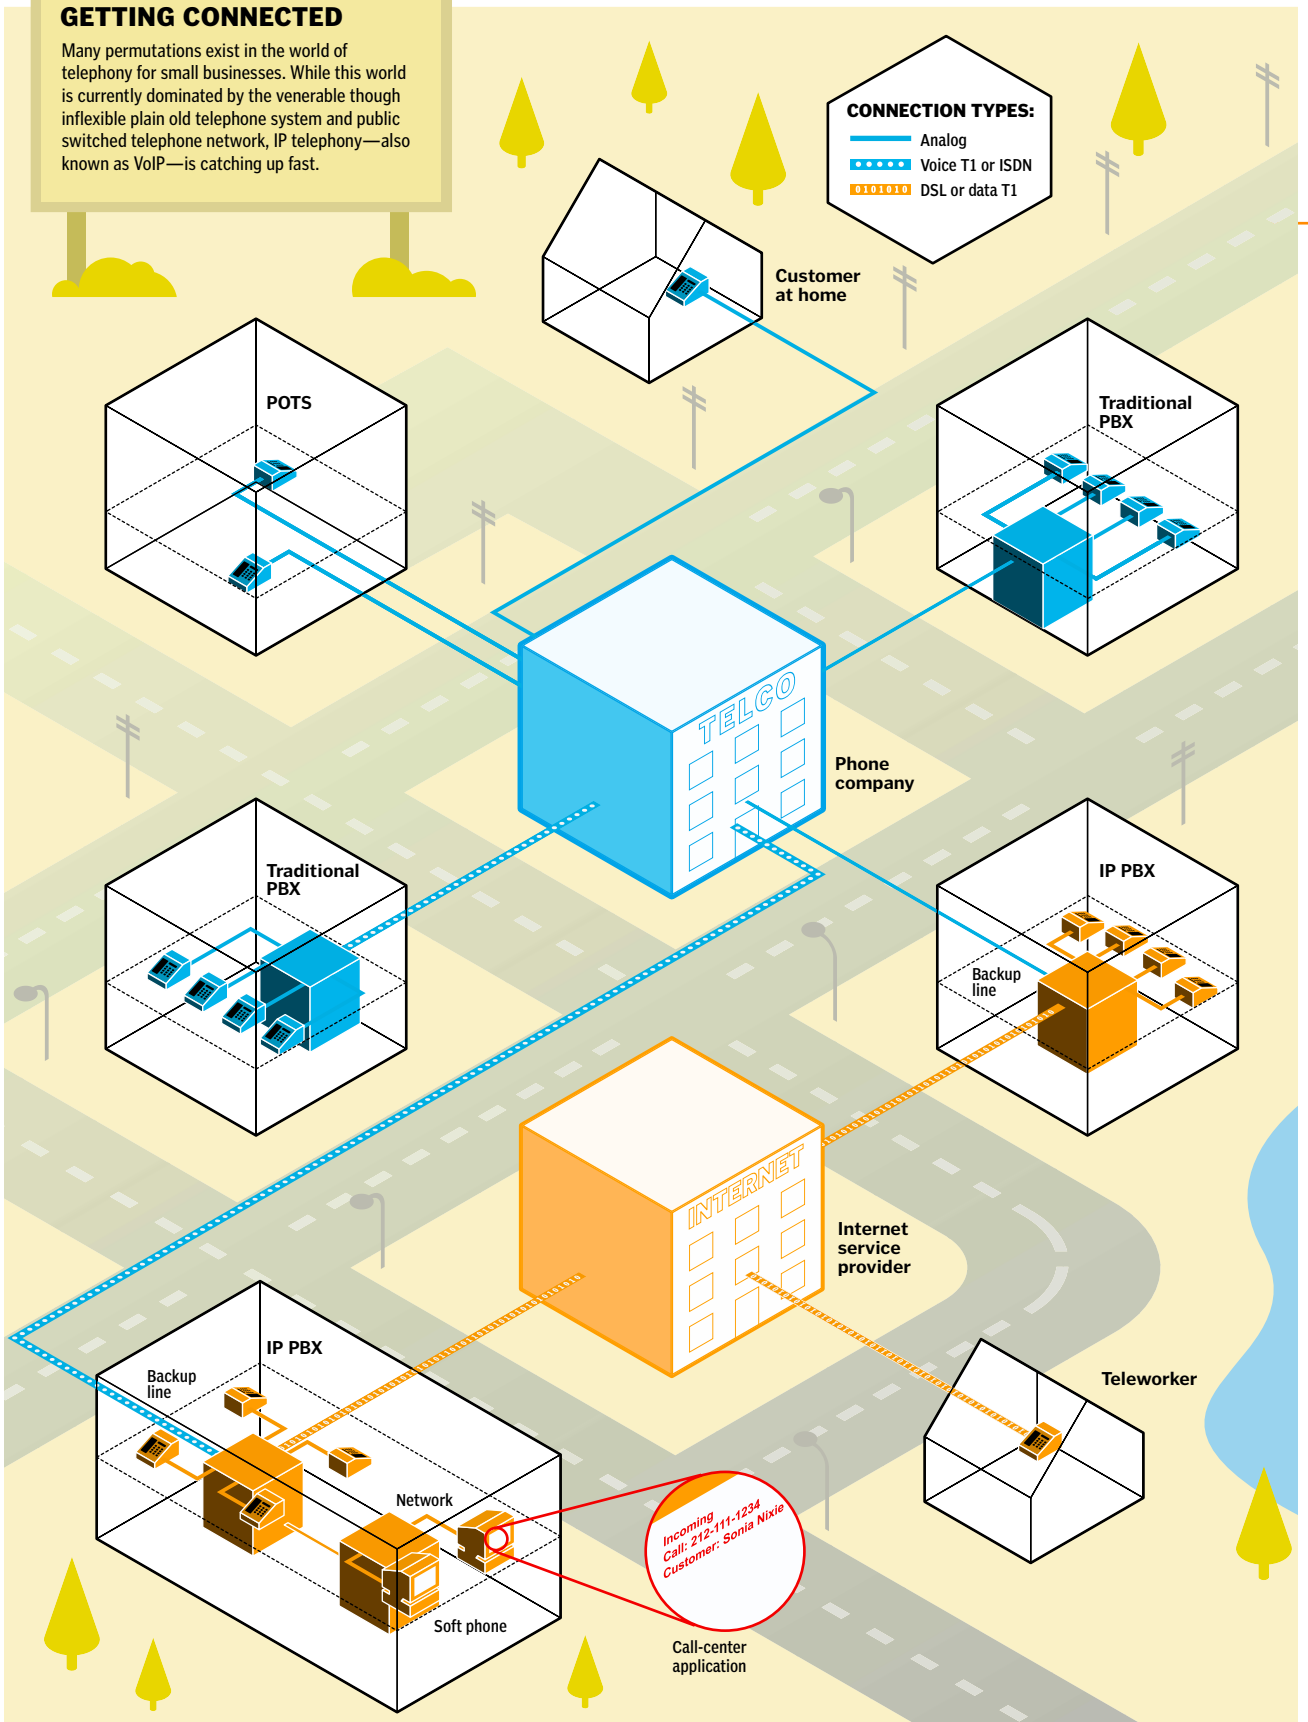 GETTING CONNECTED
Many permutations exist in the world of
telephony for small businesses. While this world
is currently dominated by the venerable though
inflexible plain old telephone system and public
switched telephone network, IP telephony—also
known as VoIP—is catching up fast.
CONNECTION TYPES:
Analog
Voice T1 or ISDN
0101010
DSL or data T1
Customer
at home
POTS
Traditional
PBX
TELCO
Phone
company
Traditional
PBX
IP PBX
Backup
line
INTERNET
Internet
service
provider
IP PBX
Backup
line
Teleworker
Network
Incoming
Call: 212-111-1234
Customer: Sonia Nixie
Soft phone
Call-center
application